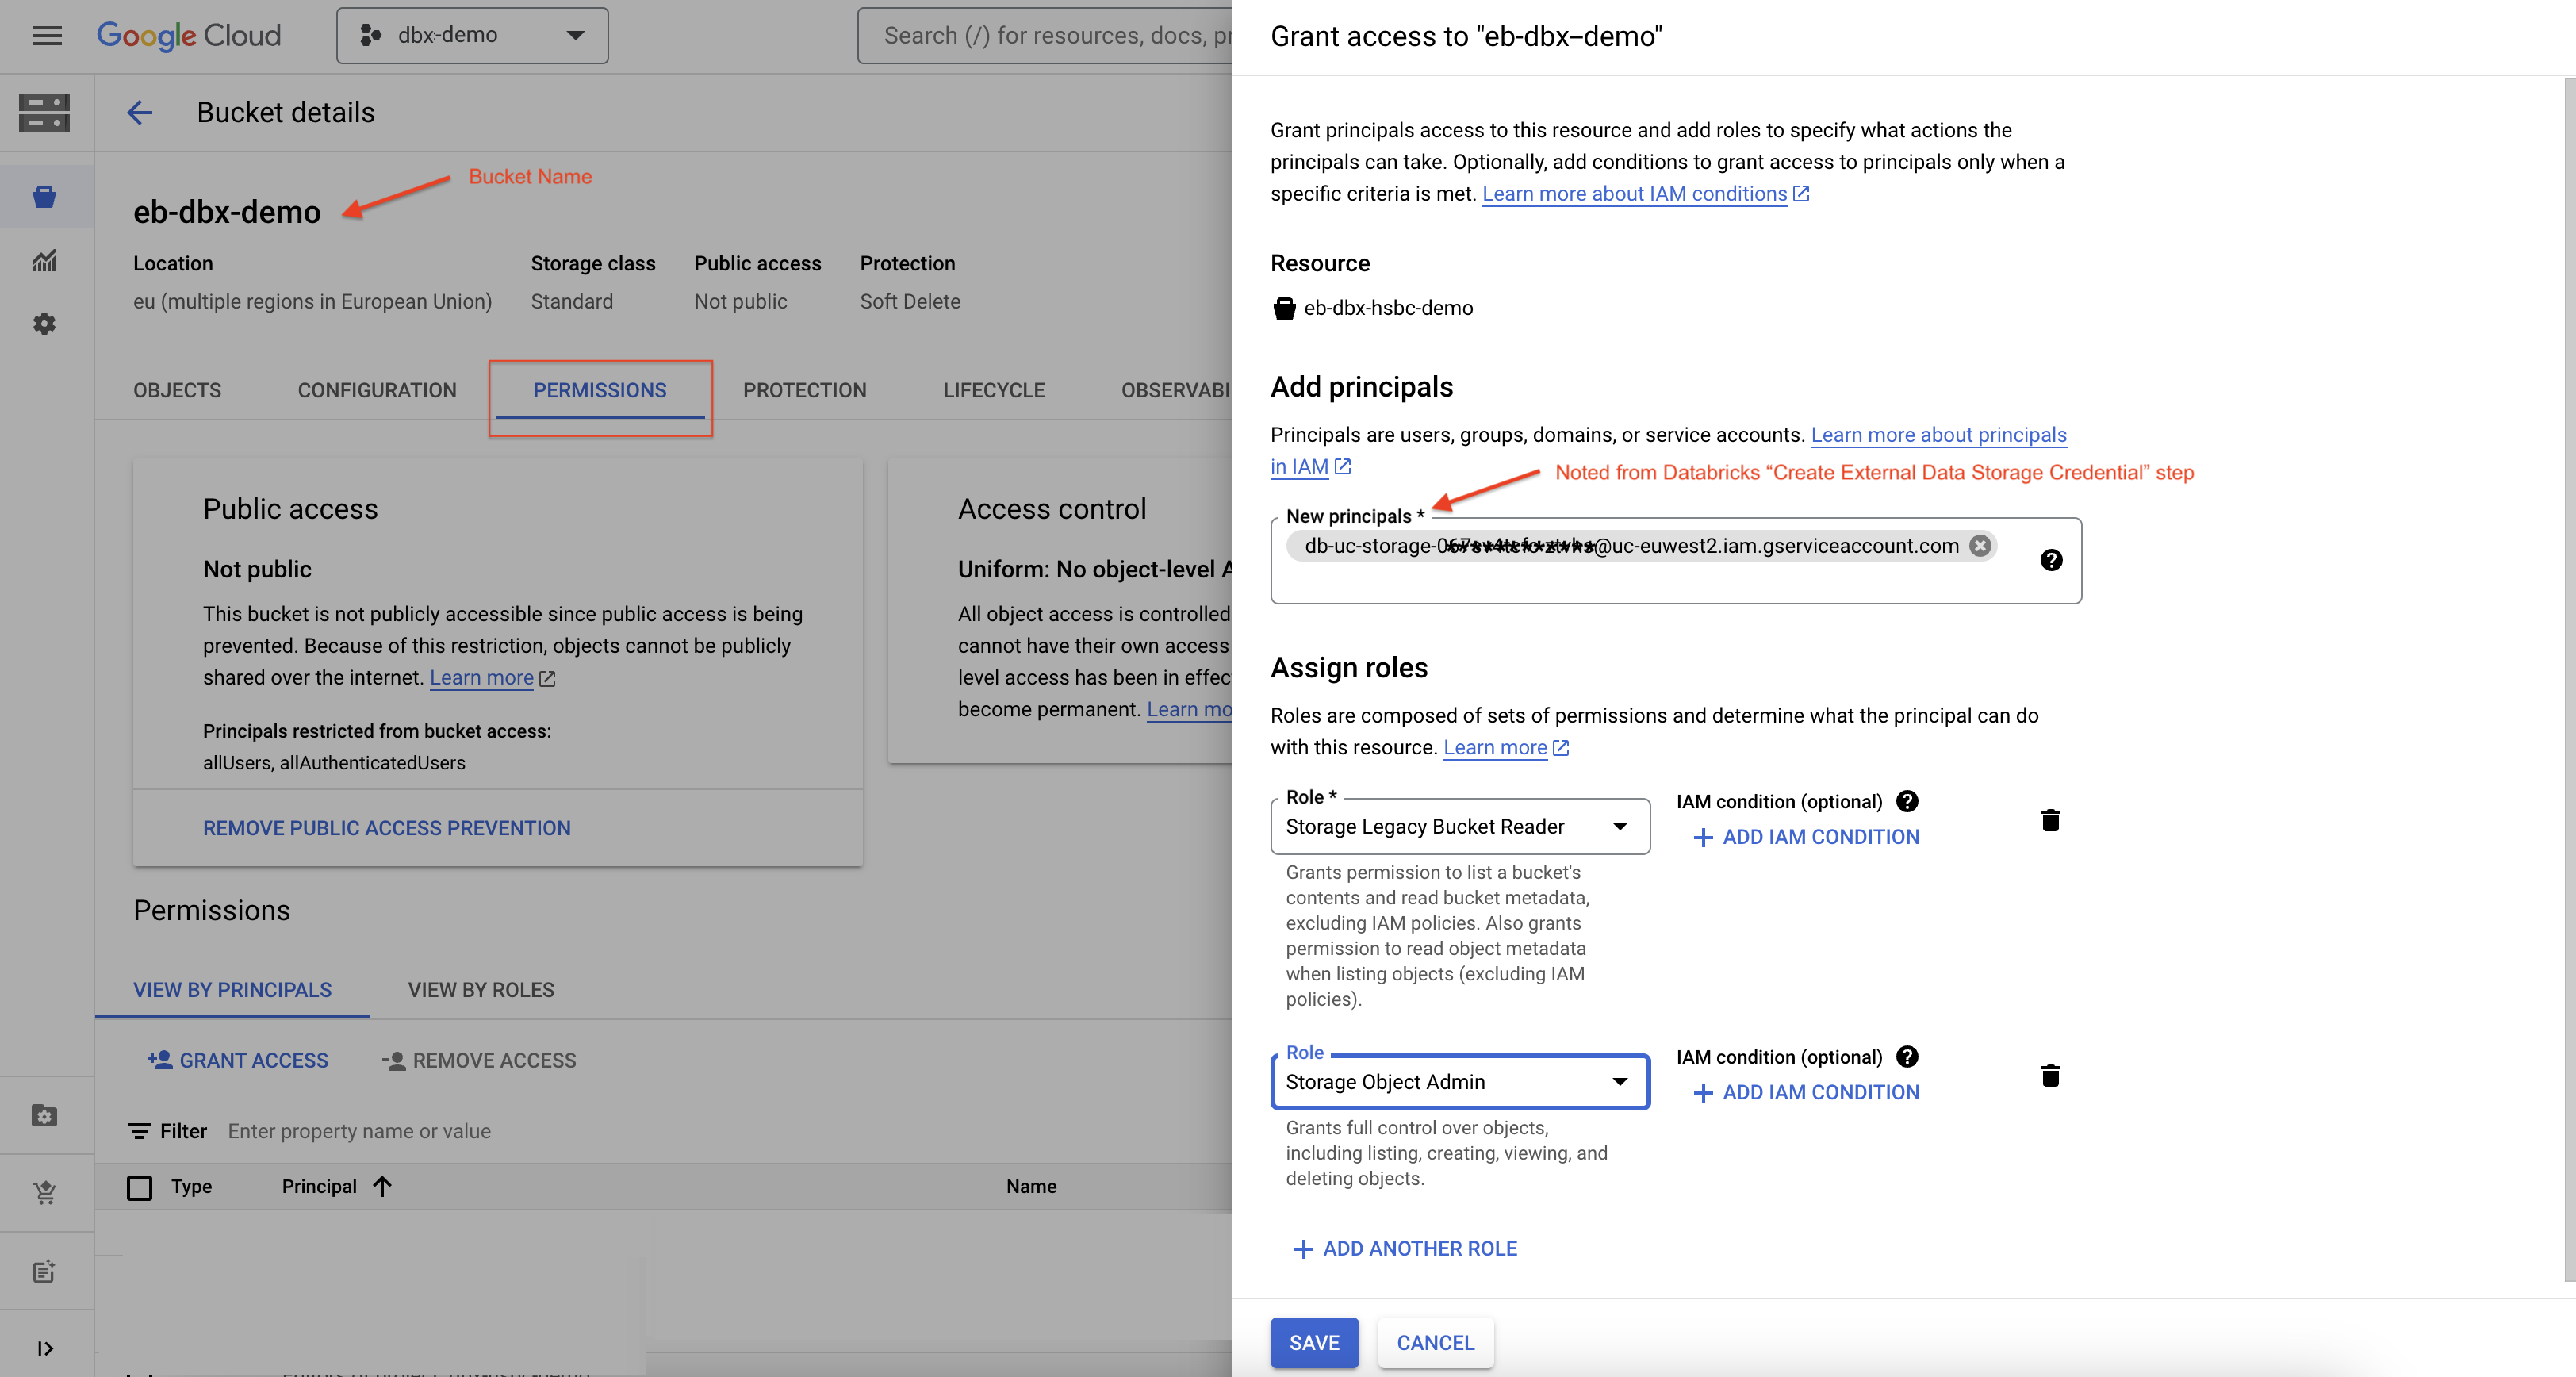 Google Cloud
dbx-demo
Search (/) for resources, docs, pr
Bucket details
Bucket Name
eb-dbx-demo
Location
Storage class
Public access
Protection
eu (multiple regions in European Union)
Standard
Not public
Soft Delete
OBJECTS
CONFIGURATION
PERMISSIONS
PROTECTION
LIFECYCLE
OBSERVABI
Public access
Not public
This bucket is not publicly accessible since public access is being
prevented. Because of this restriction, objects cannot be publicly
shared over the internet. Learn more
Principals restricted from bucket access:
allUsers, allAuthenticatedUsers
REMOVE PUBLIC ACCESS PREVENTION
Access control
Uniform: No object-level A
All object access is controlled
cannot have their own access
level access has been in effec
become permanent. Learn mo
Permissions
VIEW BY PRINCIPALS
VIEW BY ROLES
GRANT ACCESS
REMOVE ACCESS
Filter
Enter property name or value
Type
Principal
Name
Grant access to "eb-dbx--demo"
Grant principals access to this resource and add roles to specify what actions the
principals can take. Optionally, add conditions to grant access to principals only when a
specific criteria is met. Learn more about IAM conditions
Resource
eb-dbx-hsbc-demo
Add principals
Principals are users, groups, domains, or service accounts. Learn more about principals
in IAM
Noted from Databricks “Create External Data Storage Credential” step
New principals *
db-uc-storage- @uc-euwest2.iam.gserviceaccount.com
Assign roles
Roles are composed of sets of permissions and determine what the principal can do
with this resource. Learn more
Role *
Storage Legacy Bucket Reader
IAM condition (optional)
ADD IAM CONDITION
Grants permission to list a bucket's
contents and read bucket metadata,
excluding IAM policies. Also grants
permission to read object metadata
when listing objects (excluding IAM
policies).
Role
Storage Object Admin
IAM condition (optional)
ADD IAM CONDITION
Grants full control over objects,
including listing, creating, viewing, and
deleting objects.
ADD ANOTHER ROLE
SAVE
CANCEL